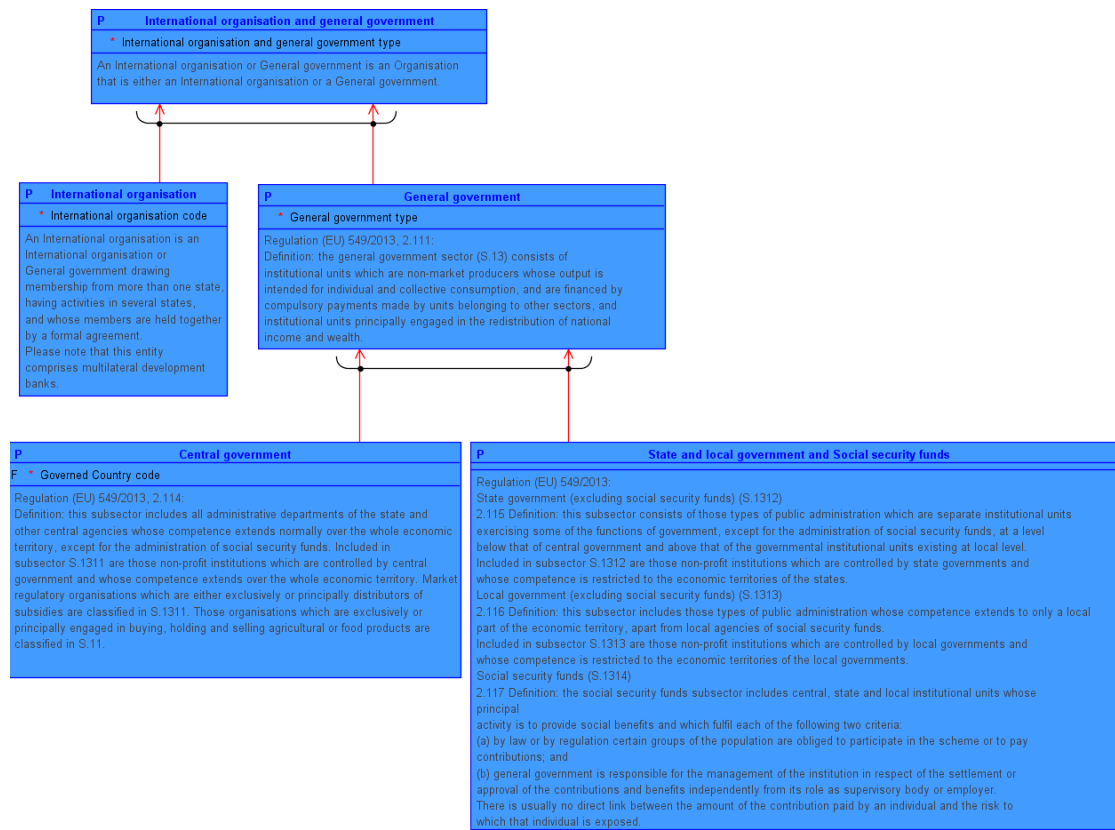 P International organisation and general government
* International organisation and general government type
An International organisation or General government is an Organisation
that is either an International organisation or a General government.
P International organisation
* International organisation code
An International organisation is an
International organisation or
General government drawing
membership from more than one state,
having activities in several states,
and whose members are held together
by a formal agreement.
Please note that this entity
comprises multilateral development
banks.
P General government
* General government type
Regulation (EU) 549/2013, 2.111:
Definition: the general government sector (S.13) consists of
institutional units which are non-market producers whose output is
intended for individual and collective consumption, and are financed by
compulsory payments made by units belonging to other sectors, and
institutional units principally engaged in the redistribution of national
income and wealth.
P Central government
F * Governed Country code
Regulation (EU) 549/2013, 2.114:
Definition: this subsector includes all administrative departments of the state and
other central agencies whose competence extends normally over the whole economic
territory, except for the administration of social security funds. Included in
subsector S.1311 are those non-profit institutions which are controlled by central
government and whose competence extends over the whole economic territory. Market
regulatory organisations which are either exclusively or principally distributors of
subsidies are classified in S.1311. Those organisations which are exclusively or
principally engaged in buying, holding and selling agricultural or food products are
classified in S.11.
P State and local government and Social security funds
Regulation (EU) 549/2013:
State government (excluding social security funds) (S.1312)
2.115 Definition: this subsector consists of those types of public administration which are separate institutional units
exercising some of the functions of government, except for the administration of social security funds, at a level
below that of central government and above that of the governmental institutional units existing at local level.
Included in subsector S.1312 are those non-profit institutions which are controlled by state governments and
whose competence is restricted to the economic territories of the states.
Local government (excluding social security funds) (S.1313)
2.116 Definition: this subsector includes those types of public administration whose competence extends to only a local
part of the economic territory, apart from local agencies of social security funds.
Included in subsector S.1313 are those non-profit institutions which are controlled by local governments and
whose competence is restricted to the economic territories of the local governments.
Social security funds (S.1314)
2.117 Definition: the social security funds subsector includes central, state and local institutional units whose
principal
activity is to provide social benefits and which fulfil each of the following two criteria:
(a) by law or by regulation certain groups of the population are obliged to participate in the scheme or to pay
contributions; and
(b) general government is responsible for the management of the institution in respect of the settlement or
approval of the contributions and benefits independently from its role as supervisory body or employer.
There is usually no direct link between the amount of the contribution paid by an individual and the risk to
which that individual is exposed.